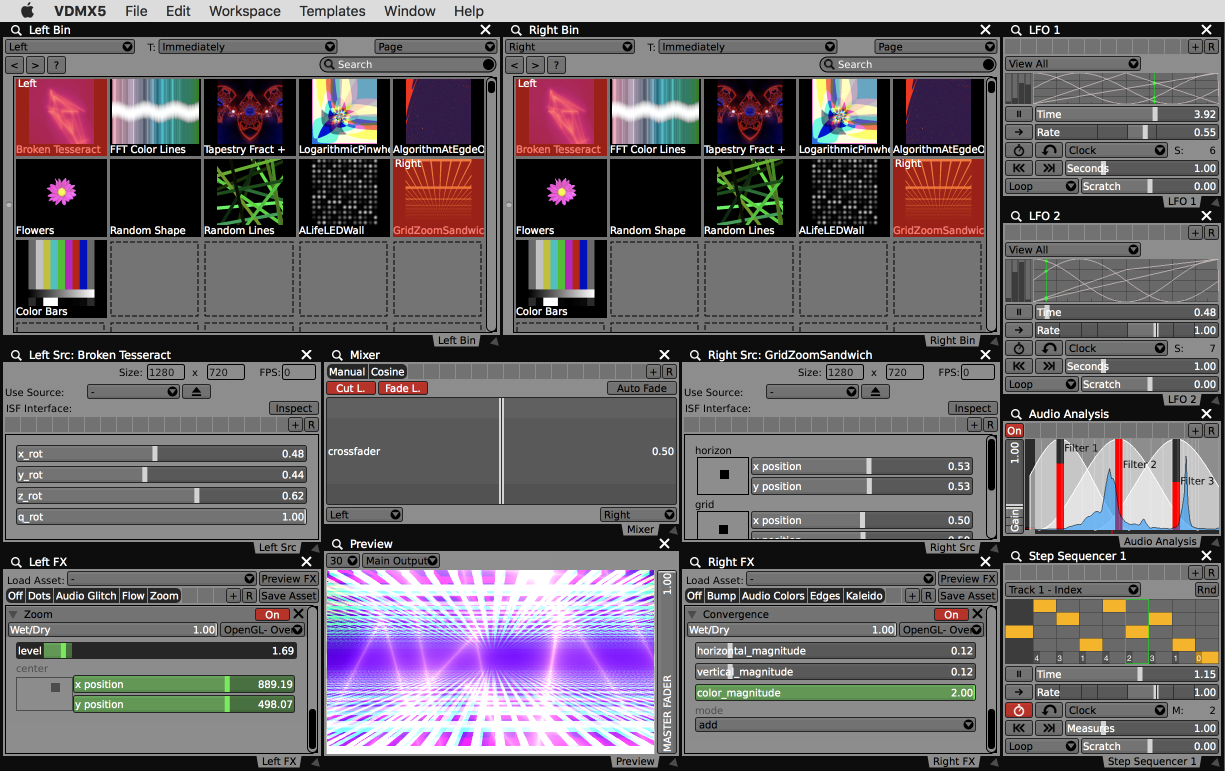 VDMX5 File Edit Workspace Templates Window Help
Left Bin
Left T: Immediately Page
< > ? Search
Left
Broken Tesseract FFT Color Lines Tapestry Fract + LogarithmicPinwhe AlgorithmAtEgdeO
Right
Flowers Random Shape Random Lines ALifeLEDWall GridZoomSandwic
Color Bars
Left Bin
Right Bin
Right T: Immediately Page
< > ? Search
Left
Broken Tesseract FFT Color Lines Tapestry Fract + LogarithmicPinwhe AlgorithmAtEgdeO
Right
Flowers Random Shape Random Lines ALifeLEDWall GridZoomSandwic
Color Bars
Right Bin
LFO 1
+ R
View All
Time 3.92
Rate 0.55
Clock S: 6
Seconds 1.00
Loop Scratch 0.00
LFO 1
LFO 2
+ R
View All
Time 0.48
Rate 1.00
Clock S: 7
Seconds 1.00
Loop Scratch 0.00
LFO 2
Left Src: Broken Tesseract
Size: 1280 x 720 FPS: 0
Use Source: -
ISF Interface: Inspect
+ R
x_rot 0.48
y_rot 0.44
z_rot 0.62
q_rot 1.00
Left Src
Mixer
Manual Cosine + R
Cut L. Fade L. Auto Fade
crossfader 0.50
Left Right
Mixer
Right Src: GridZoomSandwich
Size: 1280 x 720 FPS: 0
Use Source: -
ISF Interface: Inspect
+ R
horizon
x position 0.53
y position 0.53
grid
x position 0.50
y position 0.50
Right Src
Audio Analysis
On + R
1.00
Gain
Filter 1
Filter 2
Filter 3
Audio Analysis
Left FX
Load Asset: - Preview FX
Off Dots Audio Glitch Flow Zoom + R Save Asset
Zoom On
Wet/Dry 1.00 OpenGL- Over
level 1.69
center
x position 889.19
y position 498.07
Left FX
Preview
30 Main Output
1.00
MASTER FADER
Preview
Right FX
Load Asset: - Preview FX
Off Bump Audio Colors Edges Kaleido + R Save Asset
Convergence On
Wet/Dry 1.00 OpenGL- Over
horizontal_magnitude 0.12
vertical_magnitude 0.12
color_magnitude 2.00
mode
add
Right FX
Step Sequencer 1
+ R
Track 1 - Index Rnd
4 3 1 4 2 3 1 0
Time 1.15
Rate 1.00
Clock M: 2
Measures 1.00
Loop Scratch 0.00
Step Sequencer 1